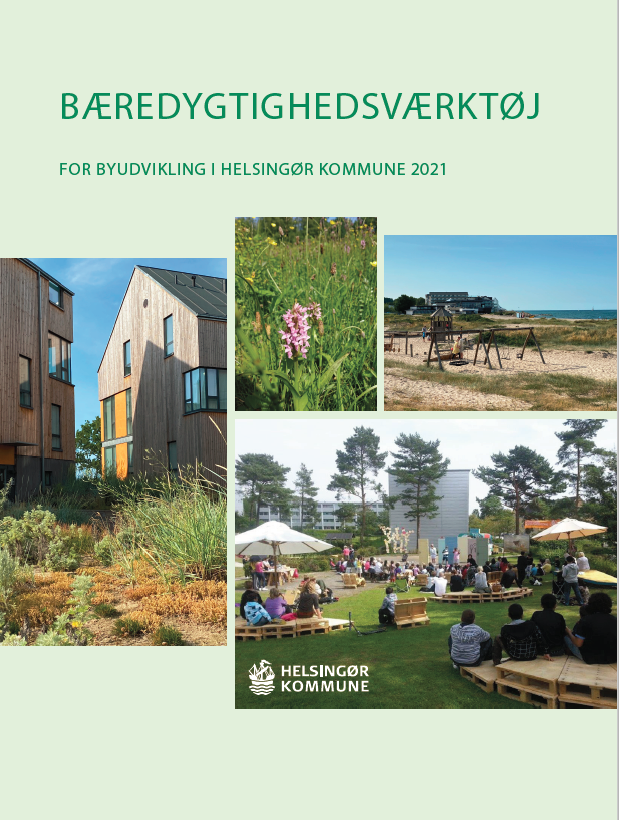 BÆREDYGTIGHEDSVÆRKTØJ
FOR BYUDVIKLING I HELSINGØR KOMMUNE 2021
HELSINGØR
KOMMUNE